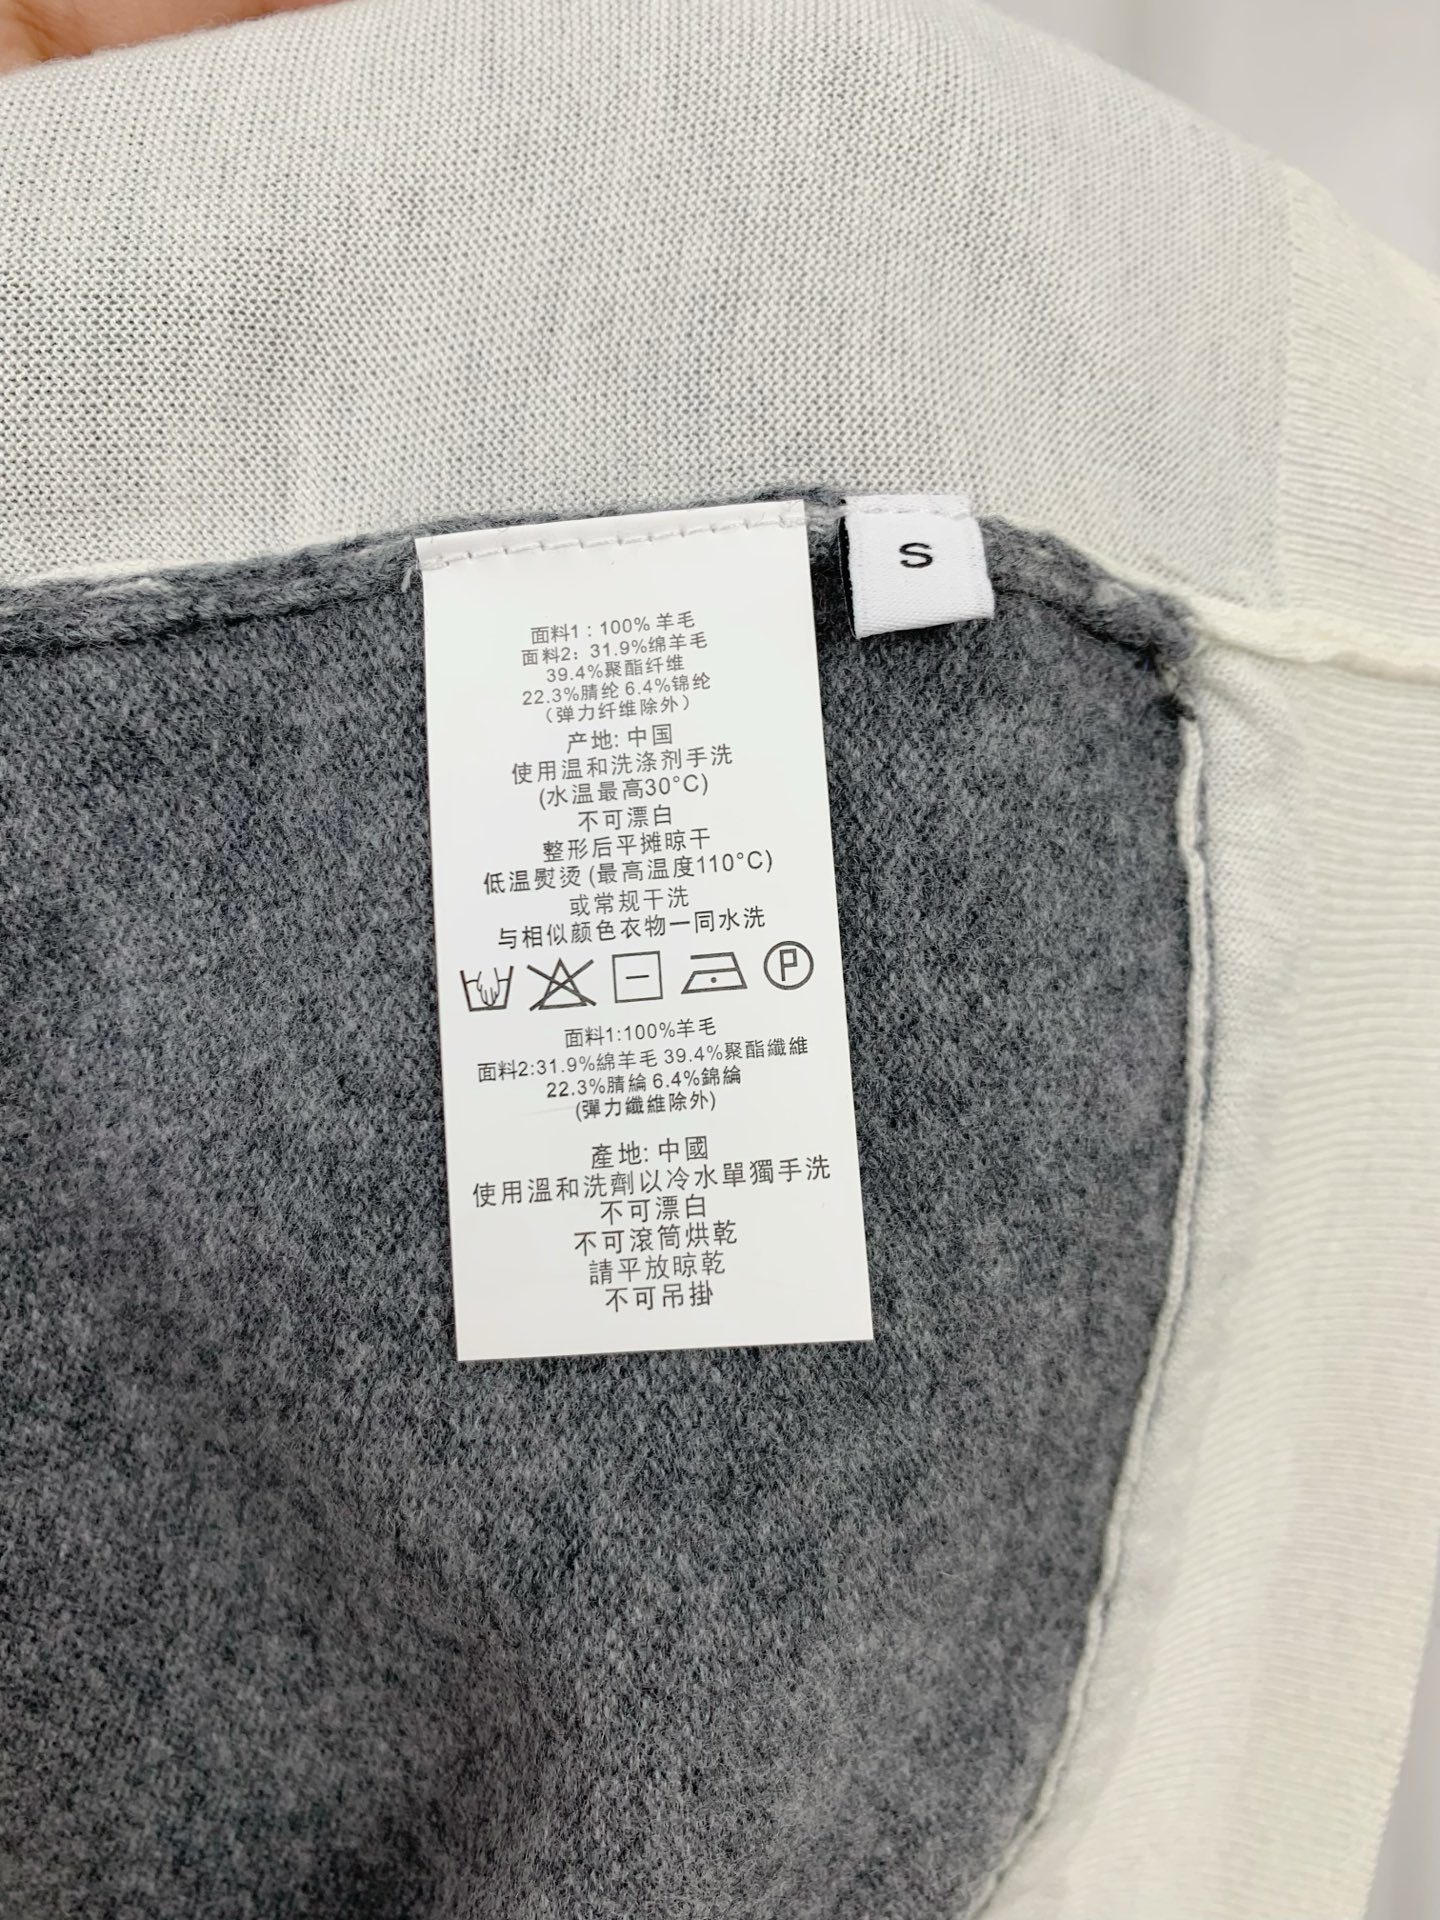 S
面料1：100% 羊毛
面料2：31.9%绵羊毛
39.4%聚酯纤维
22.3%腈纶 6.4%锦纶
（弹力纤维除外）
产地: 中国
使用温和洗涤剂手洗
(水温最高30°C)
不可漂白
整形后平摊晾干
低温熨烫 (最高温度110°C)
或常规干洗
与相似颜色衣物一同水洗
P
面料1:100%羊毛
面料2:31.9%綿羊毛 39.4%聚酯纖維
22.3%腈綸 6.4%錦綸
(彈力纖維除外)
產地: 中國
使用溫和洗劑以冷水單獨手洗
不可漂白
不可滾筒烘乾
請平放晾乾
不可吊掛